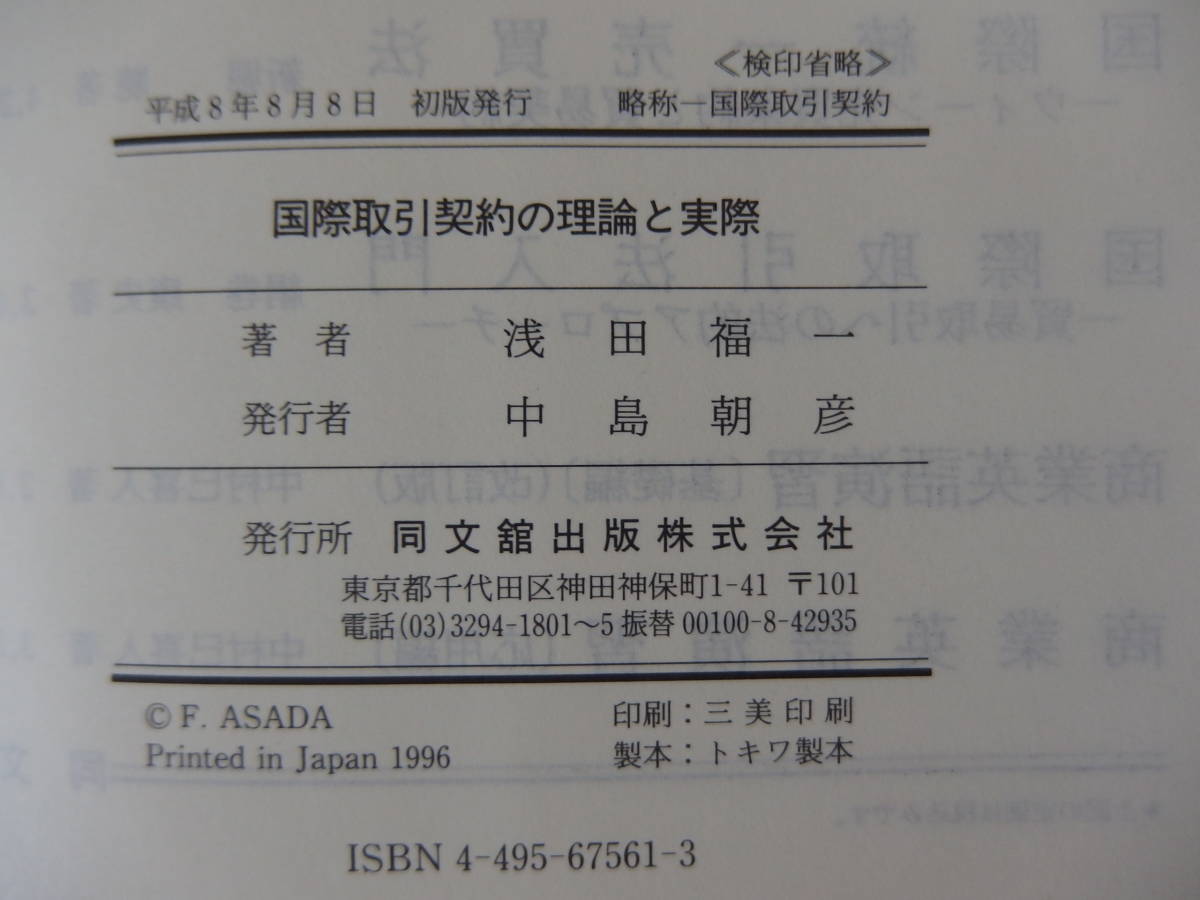 〈検印省略〉
平成8年8月8日 初版発行 略称―国際取引契約
国際取引契約の理論と実際
著者 浅田福一
発行者 中島朝彦
発行所 同文舘出版株式会社
東京都千代田区神田神保町1-41 〒101
電話(03)3294-1801〜5 振替00100-8-42935
© F. ASADA 印刷：三美印刷
Printed in Japan 1996 製本：トキワ製本
ISBN 4-495-67561-3